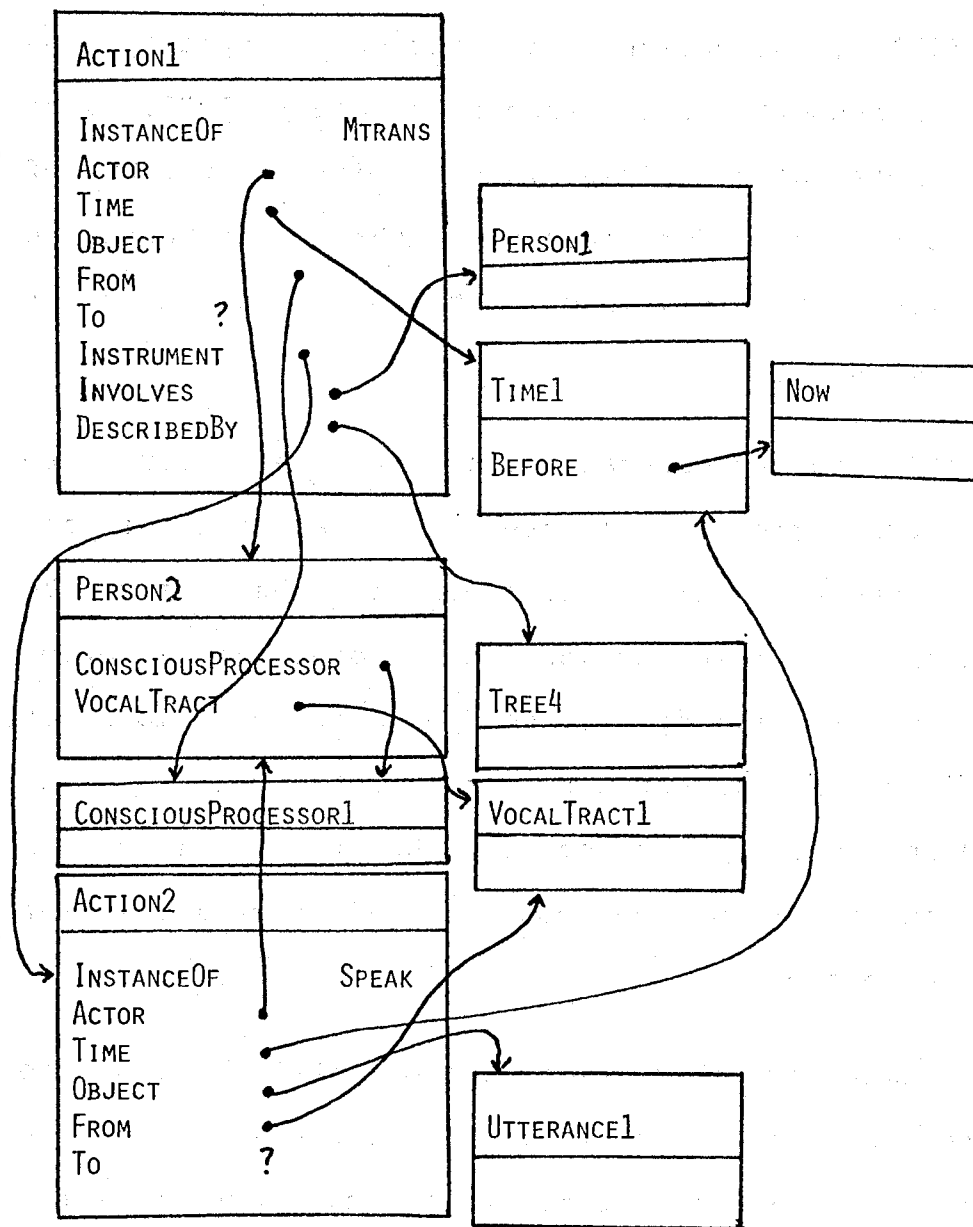 ACTION1
INSTANCEOF MTRANS
ACTOR
TIME
OBJECT
FROM
TO ?
INSTRUMENT
INVOLVES
DESCRIBEDBY
PERSON1
TIME1
BEFORE
NOW
PERSON2
CONSCIOUSPROCESSOR
VOCALTRACT
TREE4
CONSCIOUSPROCESSOR1
VOCALTRACT1
ACTION2
INSTANCEOF SPEAK
ACTOR
TIME
OBJECT
FROM
TO ?
UTTERANCE1